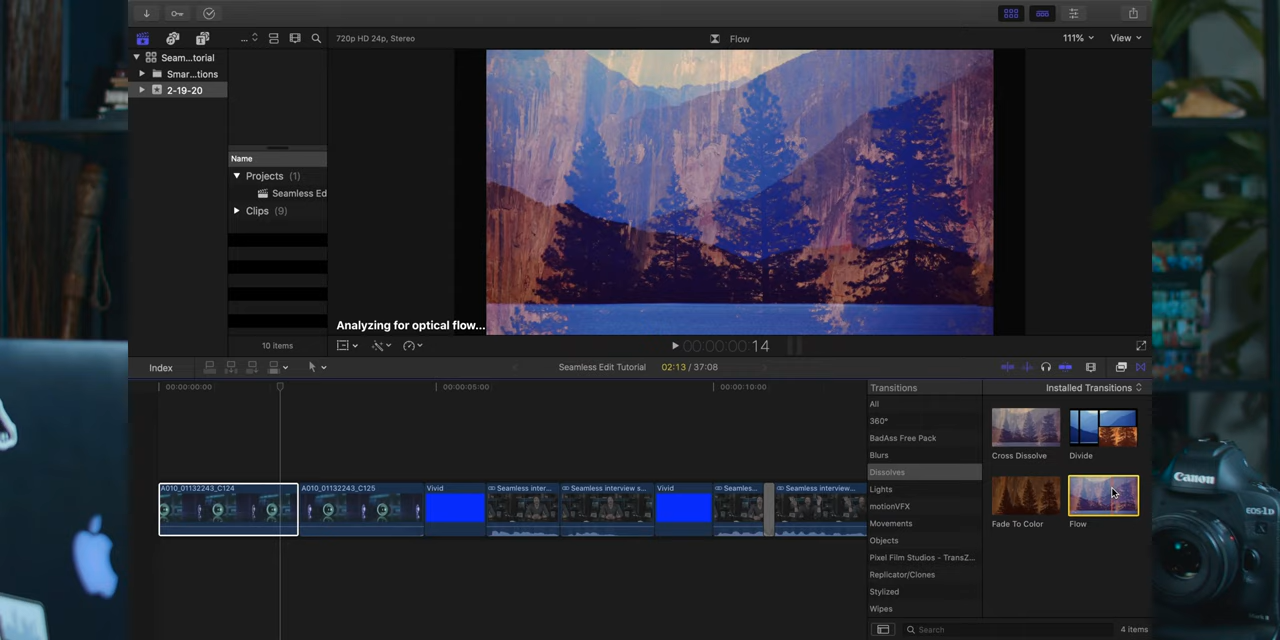 ...
720p HD 24p, Stereo
Flow
111%
View
Seam...torial
Smar...tions
2-19-20
Name
Projects (1)
Seamless Ed
Clips (9)
10 items
Analyzing for optical flow...
00:00:00:14
Index
Seamless Edit Tutorial
02:13 / 37:08
00:00:00:00
00:00:05:00
00:00:10:00
A010_01132243_C124
A010_01132243_C125
Vivid
Seamless inter...
Seamless interview s...
Vivid
Seamles...
Seamless interview...
Transitions
Installed Transitions
All
360°
BadAss Free Pack
Blurs
Dissolves
Lights
motionVFX
Movements
Objects
Pixel Film Studios - TransZ...
Replicator/Clones
Stylized
Wipes
Cross Dissolve
Divide
Fade To Color
Flow
Search
4 items
Canon
EOS-1D